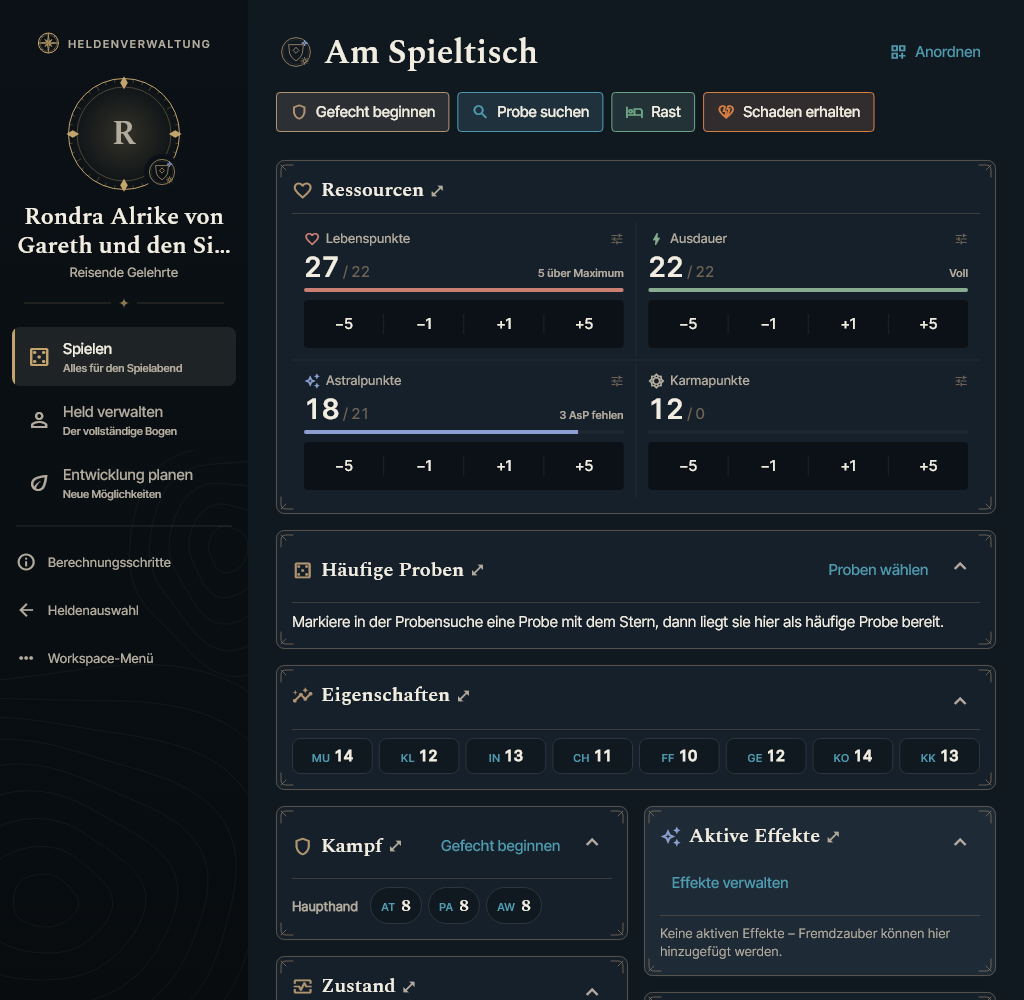 HELDENVERWALTUNG
R
Rondra Alrike von
Gareth und den Si...
Reisende Gelehrte
Spielen
Alles für den Spielabend
Held verwalten
Der vollständige Bogen
Entwicklung planen
Neue Möglichkeiten
Berechnungsschritte
Heldenauswahl
Workspace-Menü
Am Spieltisch
Anordnen
Gefecht beginnen
Probe suchen
Rast
Schaden erhalten
Ressourcen
Lebenspunkte
27 / 22
5 über Maximum
−5 −1 +1 +5
Ausdauer
22 / 22
Voll
−5 −1 +1 +5
Astralpunkte
18 / 21
3 AsP fehlen
−5 −1 +1 +5
Karmapunkte
12 / 0
−5 −1 +1 +5
Häufige Proben
Proben wählen
Markiere in der Probensuche eine Probe mit dem Stern, dann liegt sie hier als häufige Probe bereit.
Eigenschaften
MU 14 KL 12 IN 13 CH 11 FF 10 GE 12 KO 14 KK 13
Kampf
Gefecht beginnen
Haupthand AT 8 PA 8 AW 8
Aktive Effekte
Effekte verwalten
Keine aktiven Effekte – Fremdzauber können hier
hinzugefügt werden.
Zustand